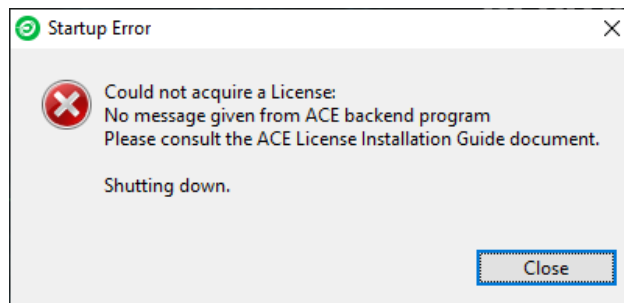 Startup Error
Could not acquire a License:
No message given from ACE backend program
Please consult the ACE License Installation Guide document.
Shutting down.
Close